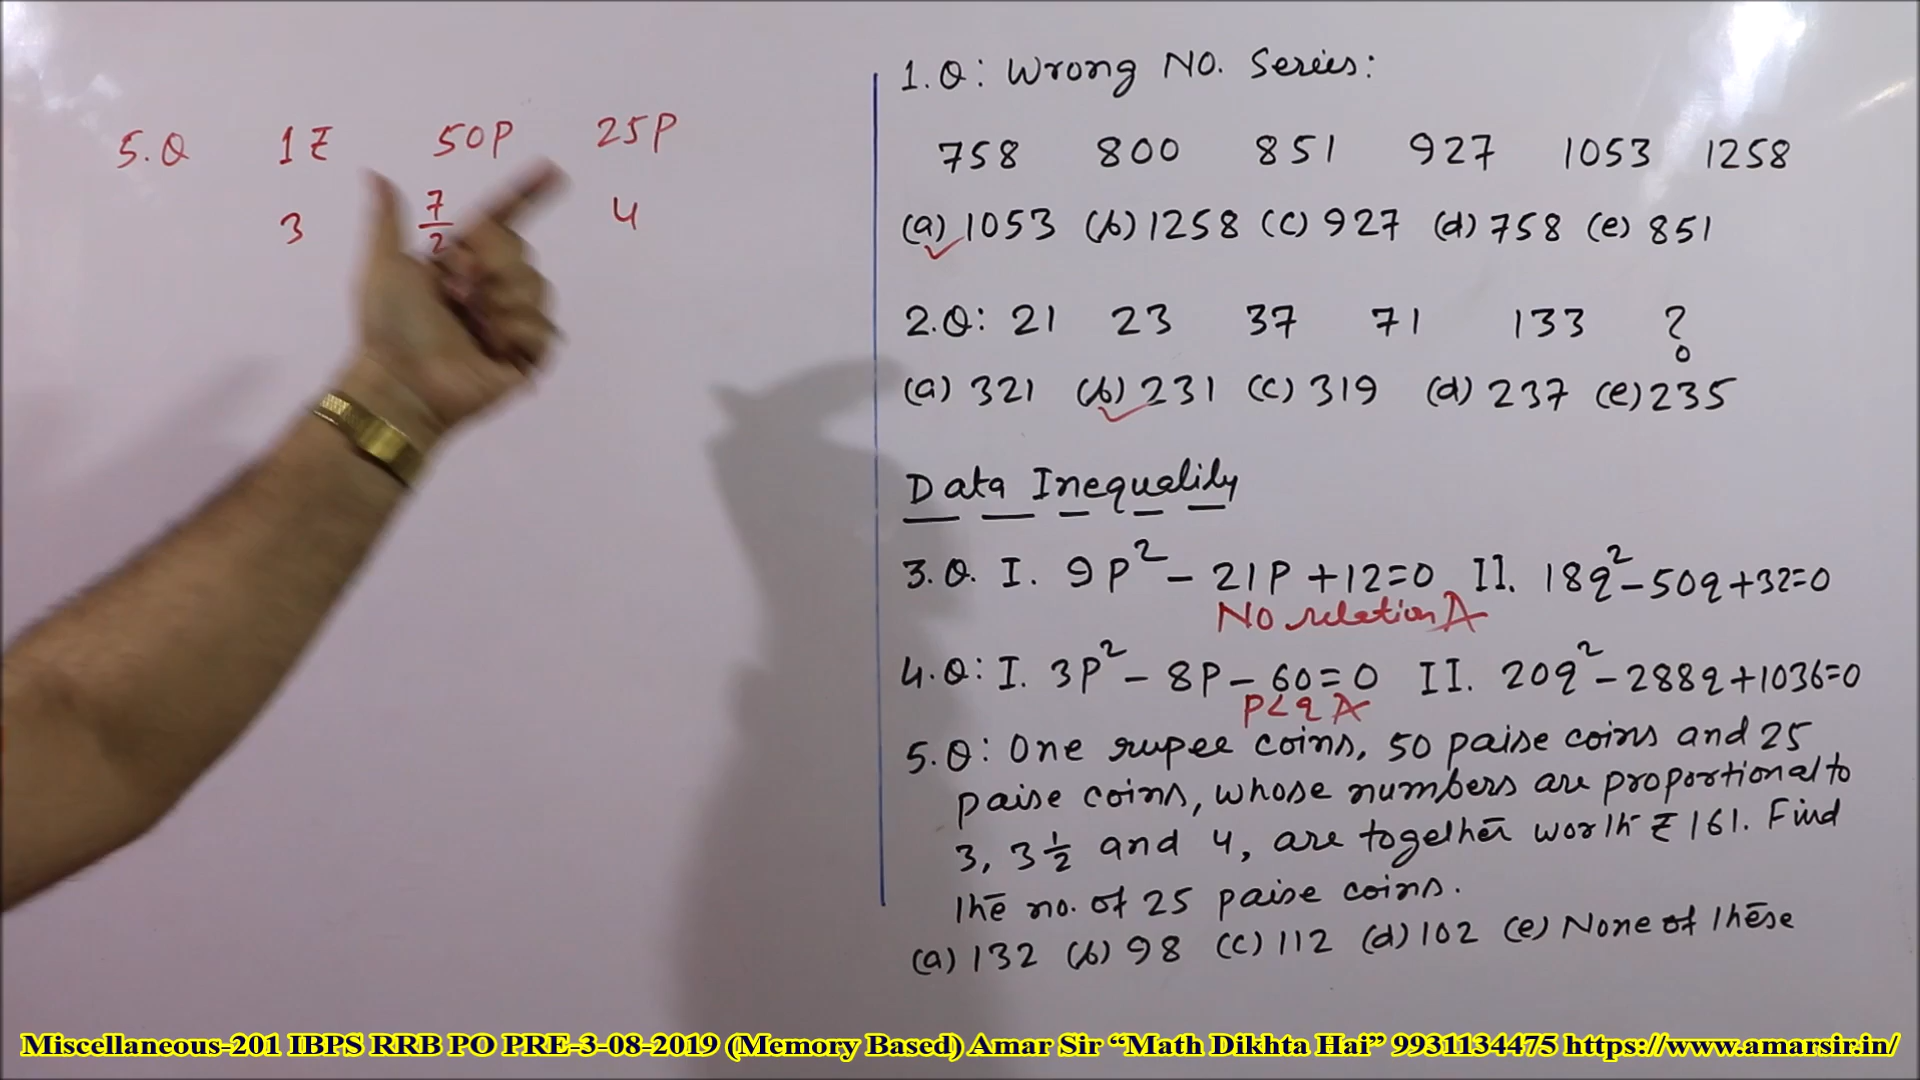 5.Q 1₹ 50P 25P
3 7/2 4
1.Q: Wrong NO. Series:
758 800 851 927 1053 1258
(a) 1053 (b) 1258 (c) 927 (d) 758 (e) 851
2.Q: 21 23 37 71 133 ?
(a) 321 (b) 231 (c) 319 (d) 237 (e) 235
Data Inequality
3.Q. I. 9p² - 21p + 12=0 II. 18q² - 50q + 32=0
No relation A
4.Q: I. 3p² - 8p - 60 = 0 II. 20q² - 288q + 1036=0
P<q A
5.Q: One rupee coins, 50 paise coins and 25
paise coins, whose numbers are proportional to
3, 3 1/2 and 4, are together worth ₹ 161. Find
the no. of 25 paise coins.
(a) 132 (b) 98 (c) 112 (d) 102 (e) None of these
Miscellaneous-201 IBPS RRB PO PRE-3-08-2019 (Memory Based) Amar Sir “Math Dikhta Hai” 9931134475 https://www.amarsir.in/